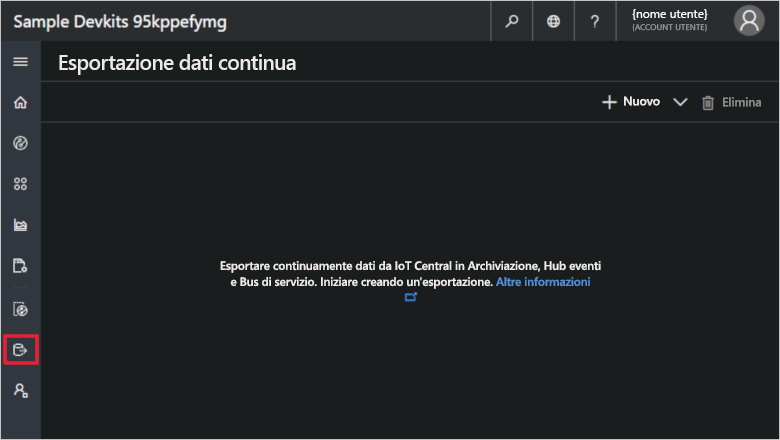 Sample Devkits 95kppefymg
?
{nome utente}
{ACCOUNT UTENTE}
Esportazione dati continua
Nuovo
Elimina
Esportare continuamente dati da IoT Central in Archiviazione, Hub eventi
e Bus di servizio. Iniziare creando un'esportazione. Altre informazioni